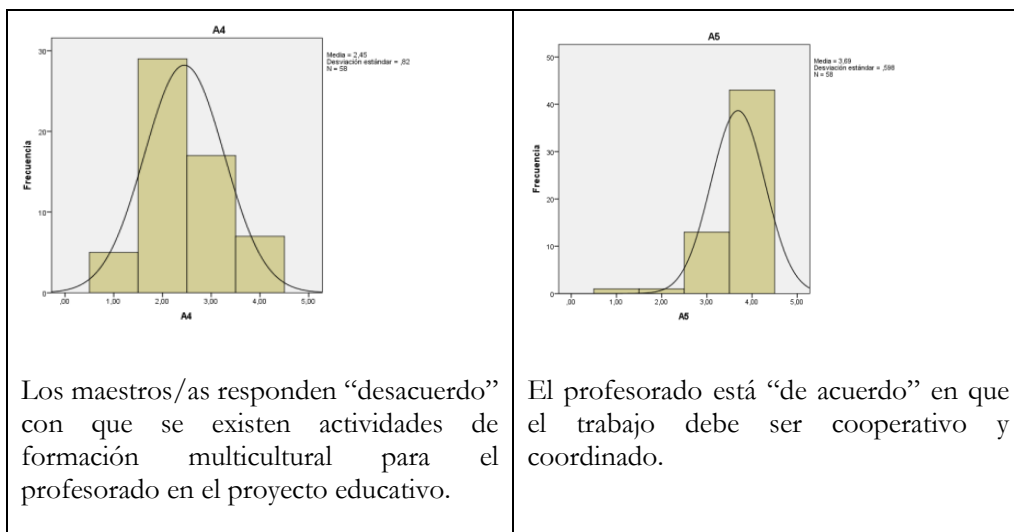 A4
Media = 2,45
Desviación estándar = ,82
N = 58
30
20
10
0
Frecuencia
,00 1,00 2,00 3,00 4,00 5,00
A4
Los maestros/as responden “desacuerdo”
con que se existen actividades de
formación multicultural para el
profesorado en el proyecto educativo.
A5
Media = 3,69
Desviación estándar = ,598
N = 58
50
40
30
20
10
0
Frecuencia
,00 1,00 2,00 3,00 4,00 5,00
A5
El profesorado está “de acuerdo” en que
el trabajo debe ser cooperativo y
coordinado.